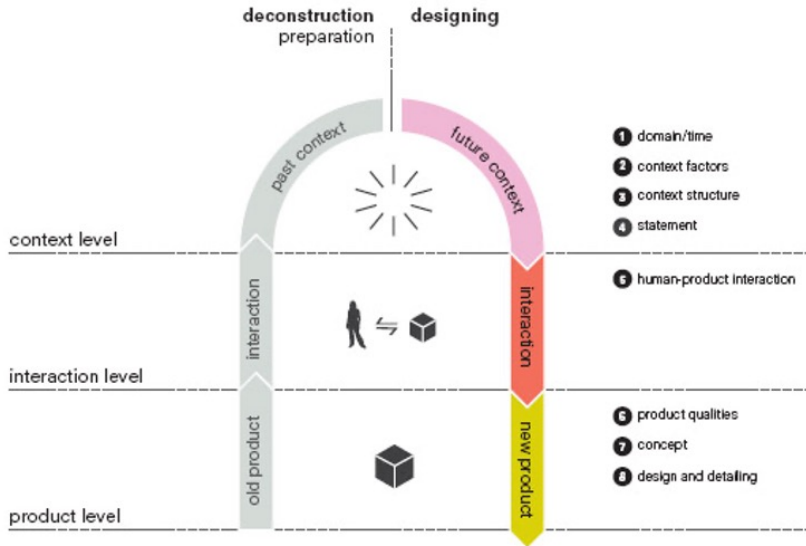 deconstruction
preparation
designing
past context
future context
1 domain/time
2 context factors
3 context structure
4 statement
context level
interaction
interaction
5 human-product interaction
interaction level
old product
new product
6 product qualities
7 concept
8 design and detailing
product level